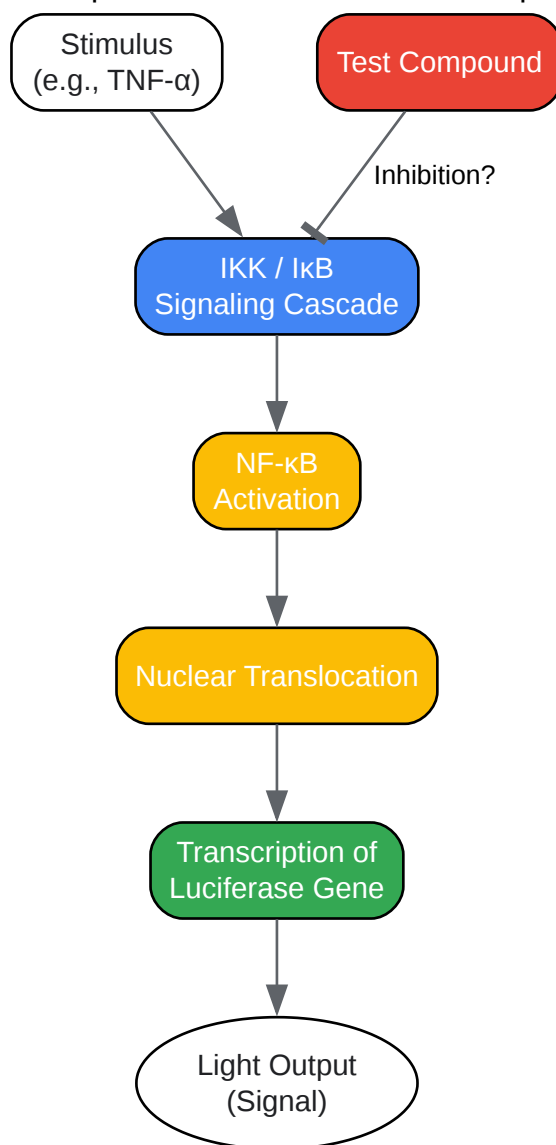 Stimulus
(e.g., TNF-α)
Test Compound
Inhibition?
IKK / IκB
Signaling Cascade
NF-κB
Activation
Nuclear Translocation
Transcription of
Luciferase Gene
Light Output
(Signal)